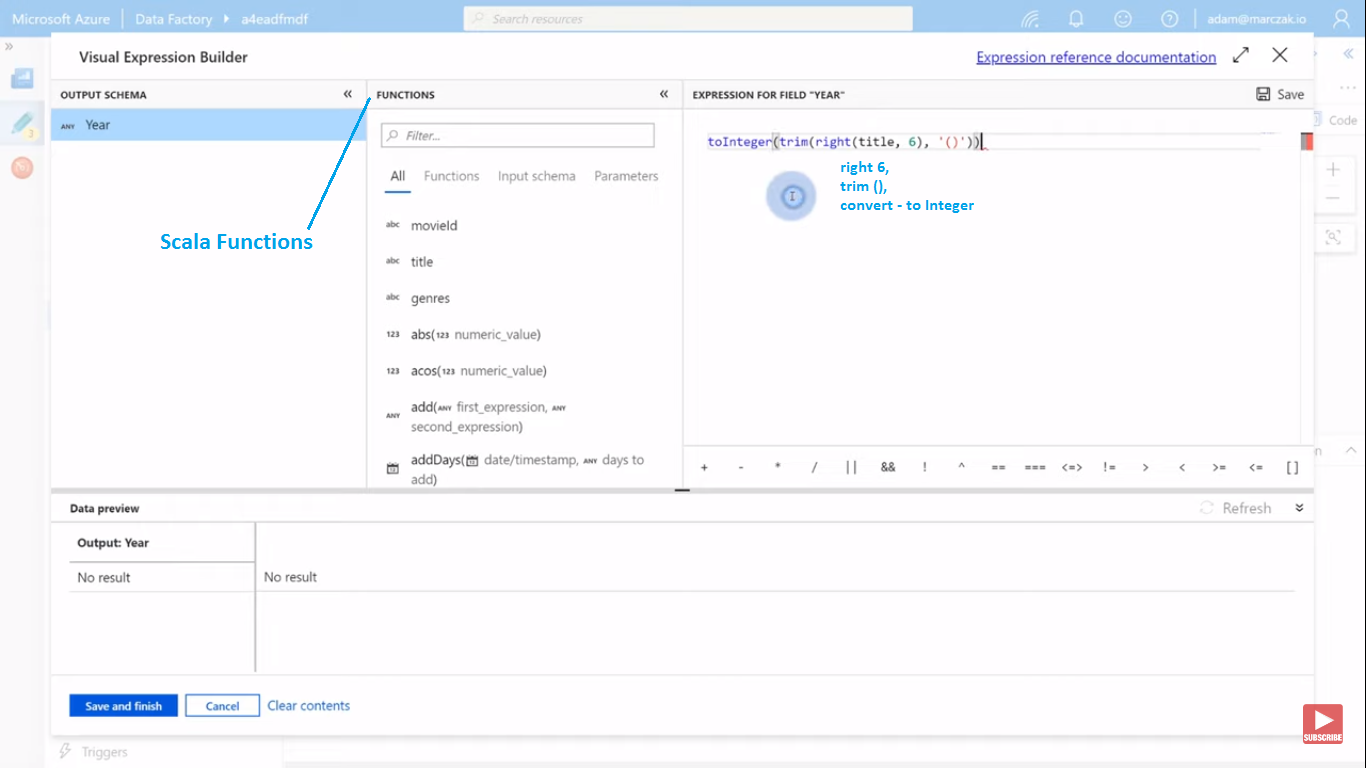 Microsoft Azure
Data Factory
a4eadfmdf
Search resources
adam@marczak.io
Visual Expression Builder
Expression reference documentation
OUTPUT SCHEMA
FUNCTIONS
EXPRESSION FOR FIELD "YEAR"
Save
ANY Year
Filter...
Code
toInteger(trim(right(title, 6), '()'))
right 6,
trim (),
convert - to Integer
All
Functions
Input schema
Parameters
Scala Functions
abc movieId
abc title
abc genres
123 abs(123 numeric_value)
123 acos(123 numeric_value)
ANY add(ANY first_expression, ANY
second_expression)
addDays( date/timestamp, ANY days to
add)
+ - * / || && ! ^ == === <=> != > < >= <= []
Data preview
Refresh
Output: Year
No result
No result
Save and finish
Cancel
Clear contents
Triggers
SUBSCRIBE